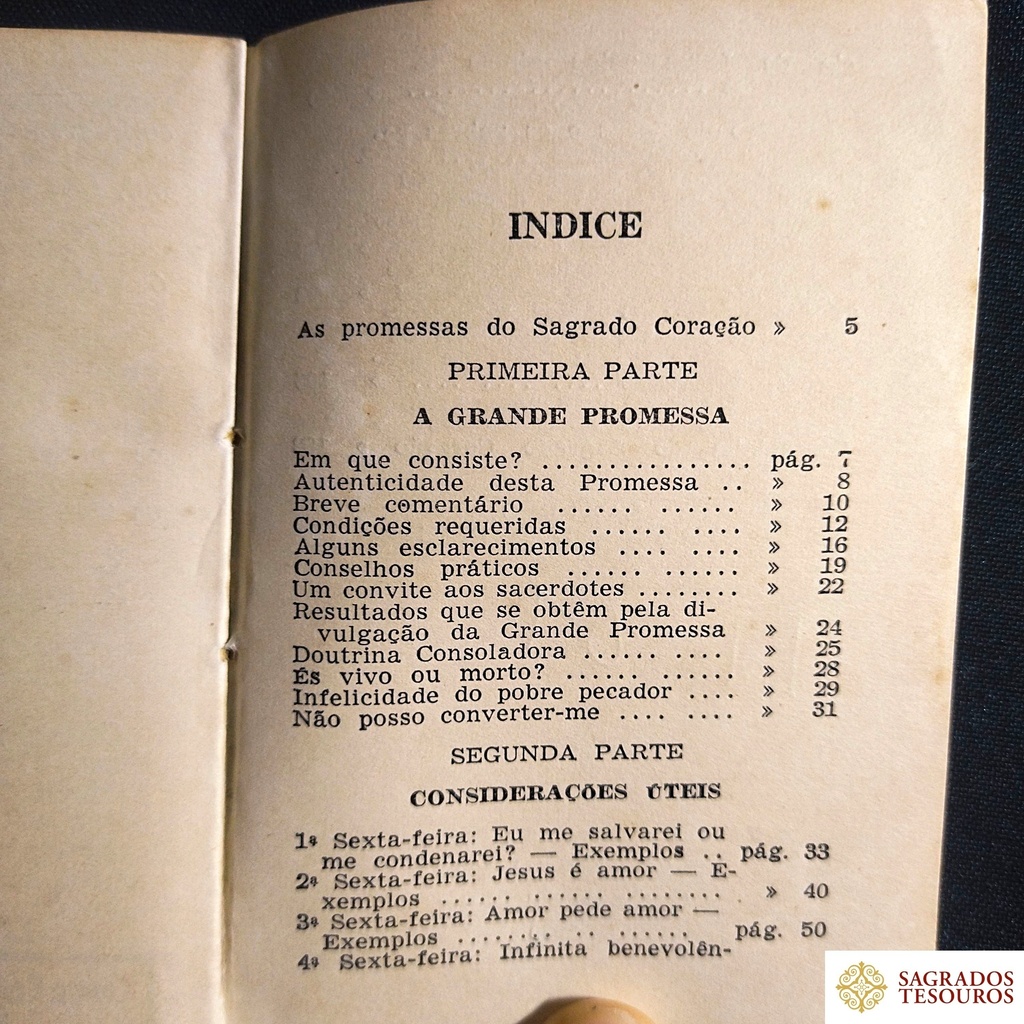 INDICE
As promessas do Sagrado Coração » 5
PRIMEIRA PARTE
A GRANDE PROMESSA
Em que consiste? ................ pág. 7
Autenticidade desta Promessa .. » 8
Breve comentário ...... ...... » 10
Condições requeridas ...... .... » 12
Alguns esclarecimentos .... .... » 16
Conselhos práticos ...... ...... » 19
Um convite aos sacerdotes ........ » 22
Resultados que se obtêm pela di-
vulgação da Grande Promessa » 24
Doutrina Consoladora ...... .... » 25
És vivo ou morto? ...... ...... » 28
Infelicidade do pobre pecador .... » 29
Não posso converter-me .... .... » 31
SEGUNDA PARTE
CONSIDERAÇÕES ÚTEIS
1ª Sexta-feira: Eu me salvarei ou
me condenarei? — Exemplos .. pág. 33
2ª Sexta-feira: Jesus é amor — E-
xemplos ...... ........ ........ » 40
3ª Sexta-feira: Amor pede amor —
Exemplos ........ .. ...... pág. 50
4ª Sexta-feira: Infinita benevolên-
SAGRADOS
TESOUROS